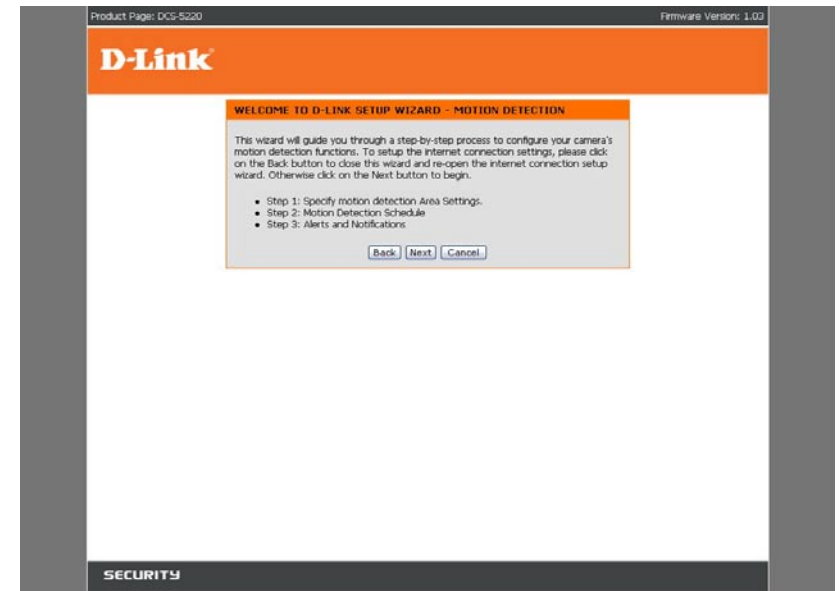 Product Page: DCS-5220 Firmware Version: 1.03
D-Link
WELCOME TO D-LINK SETUP WIZARD - MOTION DETECTION
This wizard will guide you through a step-by-step process to configure your camera's
motion detection functions. To setup the internet connection settings, please click
on the Back button to close this wizard and re-open the internet connection setup
wizard. Otherwise click on the Next button to begin.
• Step 1: Specify motion detection Area Settings.
• Step 2: Motion Detection Schedule
• Step 3: Alerts and Notifications
Back Next Cancel
SECURITY